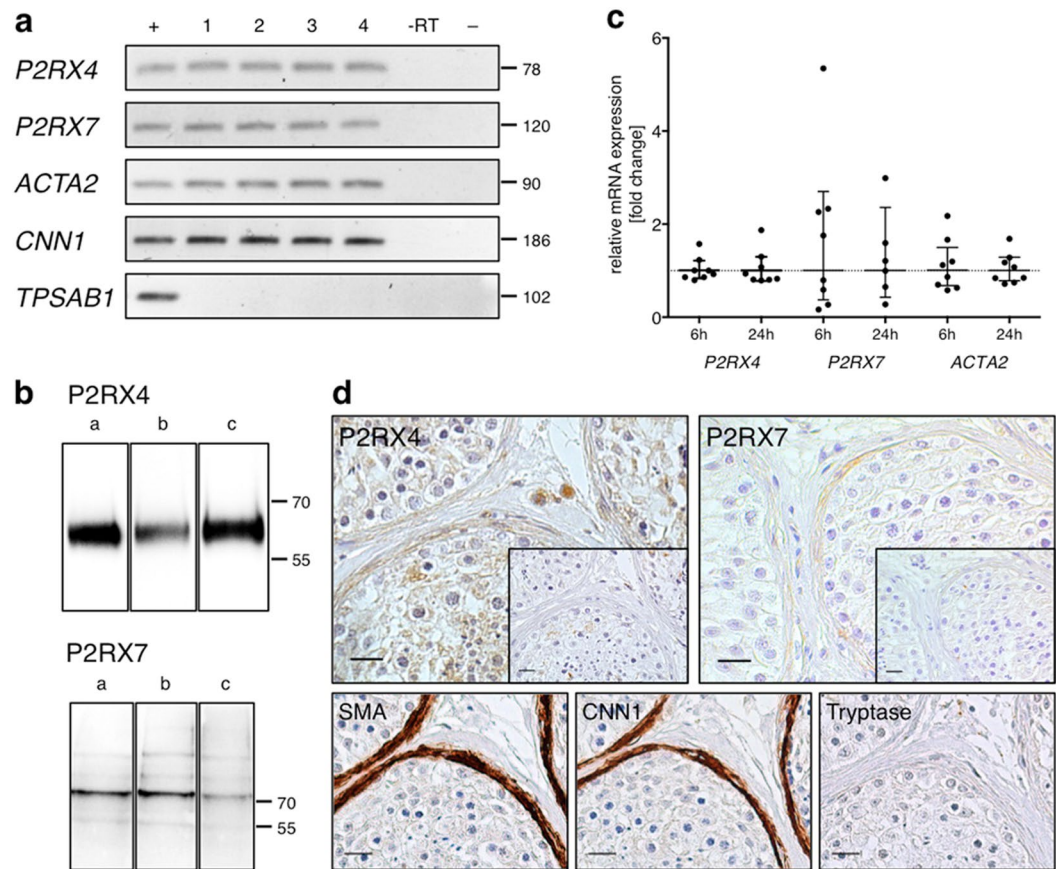 a
+ 1 2 3 4 -RT –
P2RX4 78
P2RX7 120
ACTA2 90
CNN1 186
TPSAB1 102
b
P2RX4
a b c
70
55
P2RX7
a b c
70
55
c
relative mRNA expression
[fold change]
6
4
2
0
6h 24h 6h 24h 6h 24h
P2RX4 P2RX7 ACTA2
d
P2RX4 P2RX7
SMA CNN1 Tryptase